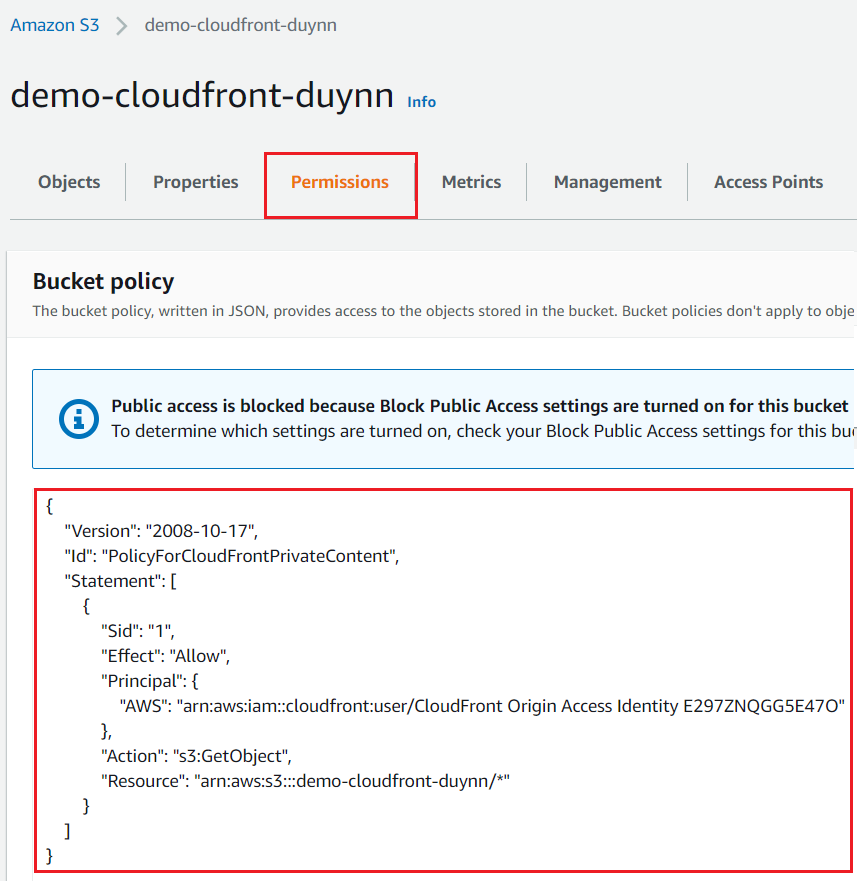 Amazon S3 > demo-cloudfront-duynn
demo-cloudfront-duynn Info
Objects Properties Permissions Metrics Management Access Points
Bucket policy
The bucket policy, written in JSON, provides access to the objects stored in the bucket. Bucket policies don't apply to obje
Public access is blocked because Block Public Access settings are turned on for this bucket
To determine which settings are turned on, check your Block Public Access settings for this buc
{
"Version": "2008-10-17",
"Id": "PolicyForCloudFrontPrivateContent",
"Statement": [
{
"Sid": "1",
"Effect": "Allow",
"Principal": {
"AWS": "arn:aws:iam::cloudfront:user/CloudFront Origin Access Identity E297ZNQGG5E47O"
},
"Action": "s3:GetObject",
"Resource": "arn:aws:s3:::demo-cloudfront-duynn/*"
}
]
}